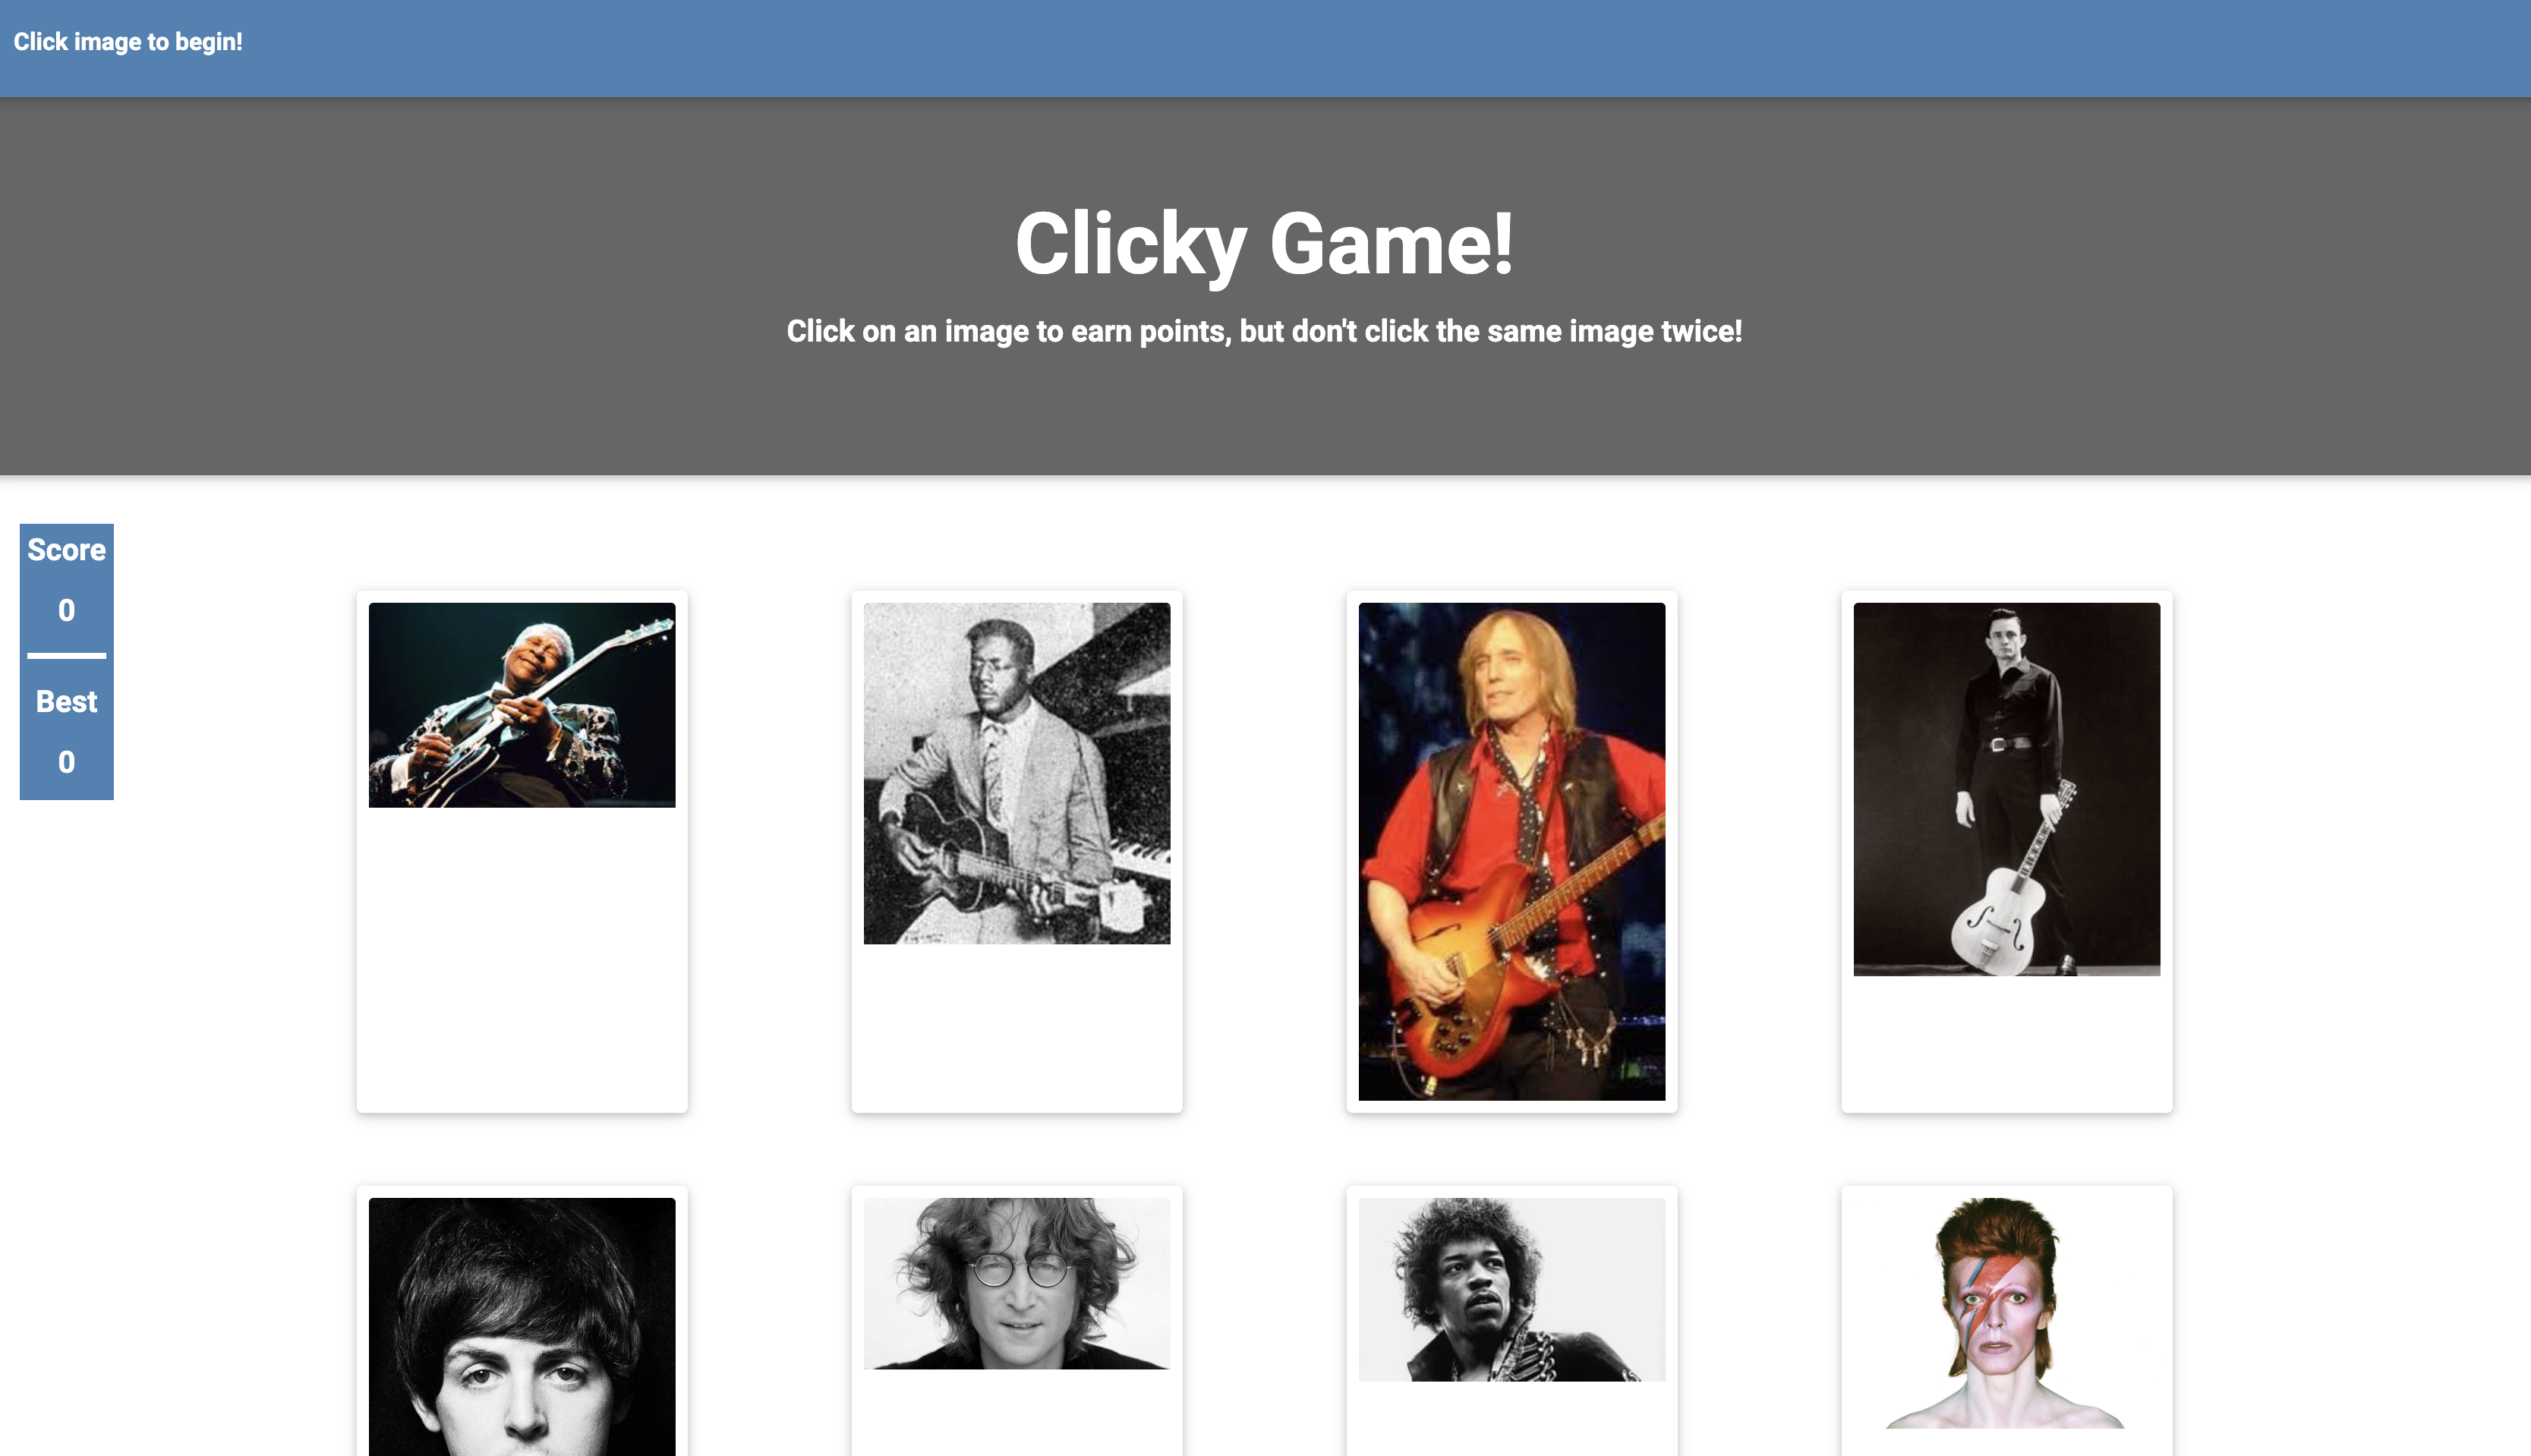 Click image to begin!
Clicky Game!
Click on an image to earn points, but don't click the same image twice!
Score
0
Best
0